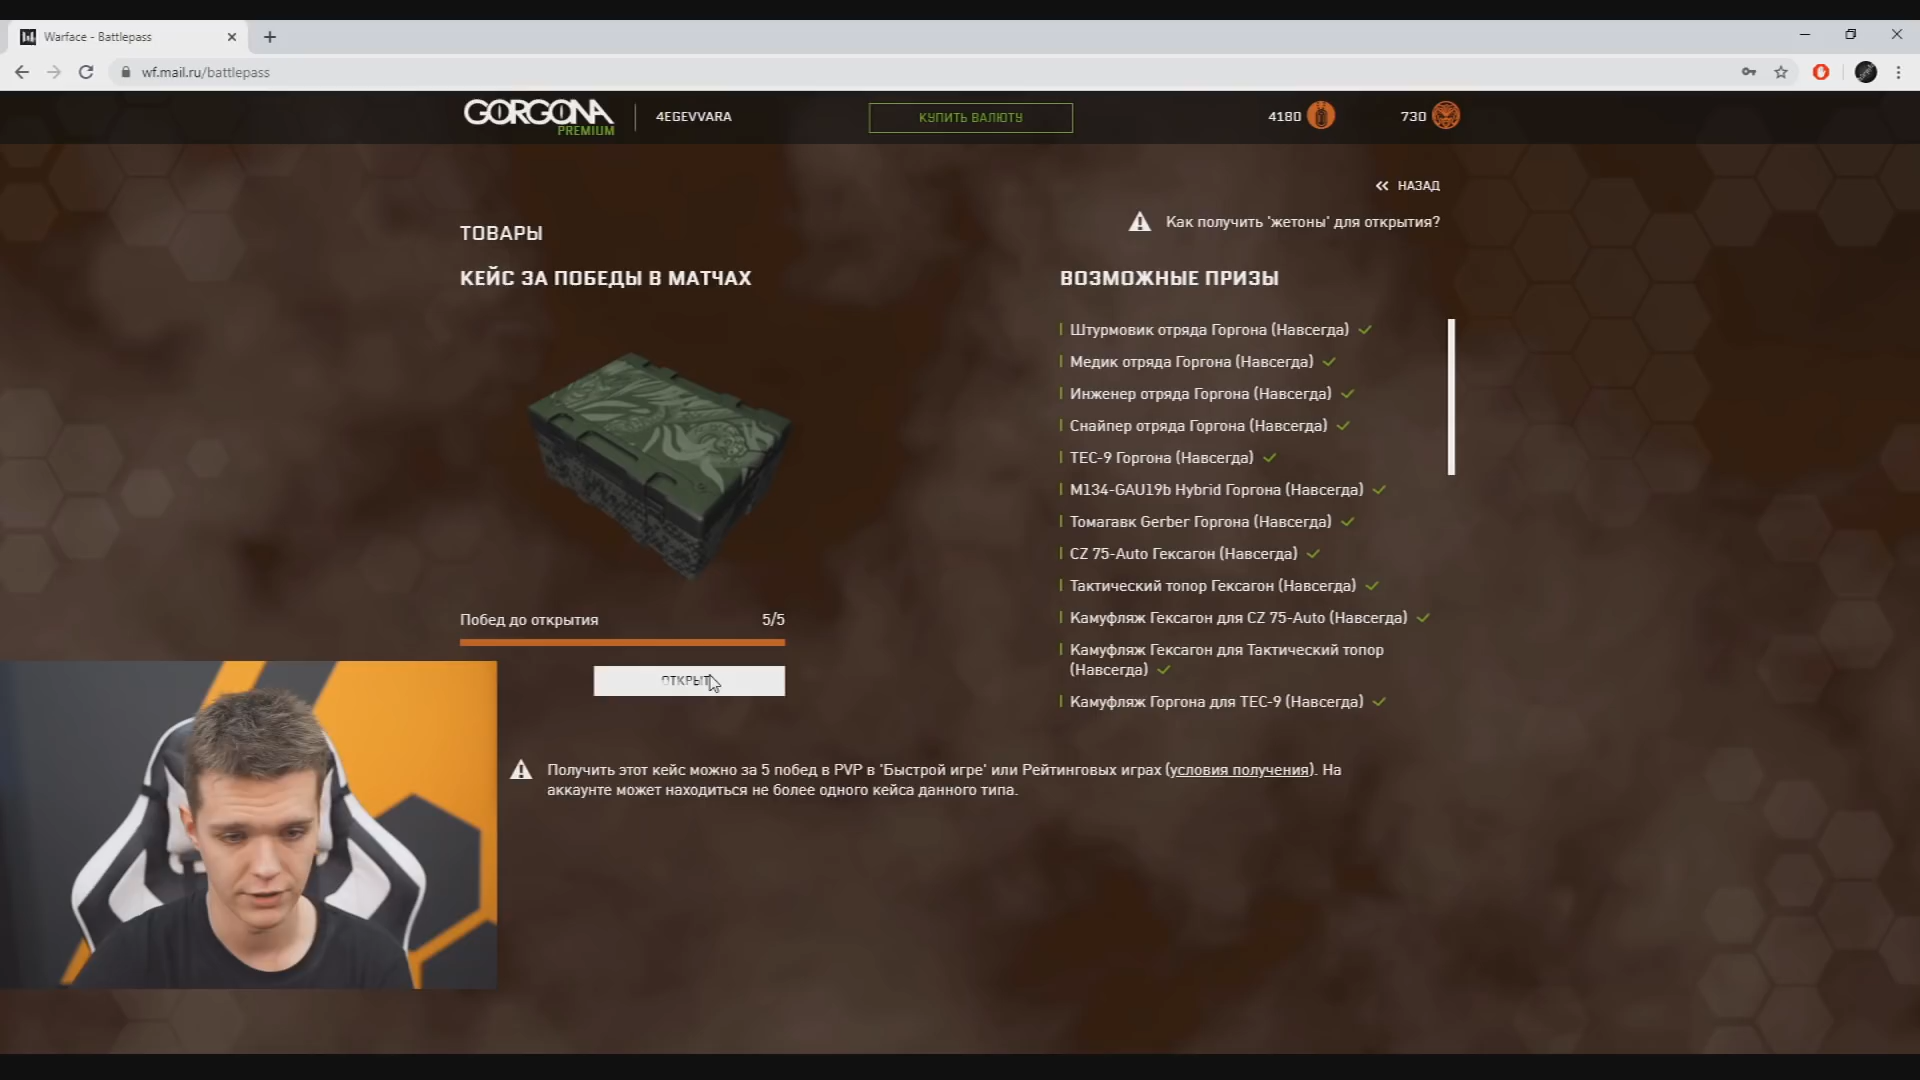 Warface - Battlepass
wf.mail.ru/battlepass
GORGONA
PREMIUM
4EGEVVARA
КУПИТЬ ВАЛЮТУ
4180
730
НАЗАД
Как получить 'жетоны' для открытия?
ТОВАРЫ
КЕЙС ЗА ПОБЕДЫ В МАТЧАХ
Побед до открытия 5/5
ОТКРЫТЬ
ВОЗМОЖНЫЕ ПРИЗЫ
Штурмовик отряда Горгона (Навсегда)
Медик отряда Горгона (Навсегда)
Инженер отряда Горгона (Навсегда)
Снайпер отряда Горгона (Навсегда)
TEC-9 Горгона (Навсегда)
M134-GAU19b Hybrid Горгона (Навсегда)
Томагавк Gerber Горгона (Навсегда)
CZ 75-Auto Гексагон (Навсегда)
Тактический топор Гексагон (Навсегда)
Камуфляж Гексагон для CZ 75-Auto (Навсегда)
Камуфляж Гексагон для Тактический топор
(Навсегда)
Камуфляж Горгона для TEC-9 (Навсегда)
Получить этот кейс можно за 5 побед в PVP в 'Быстрой игре' или Рейтинговых играх (условия получения). На
аккаунте может находиться не более одного кейса данного типа.